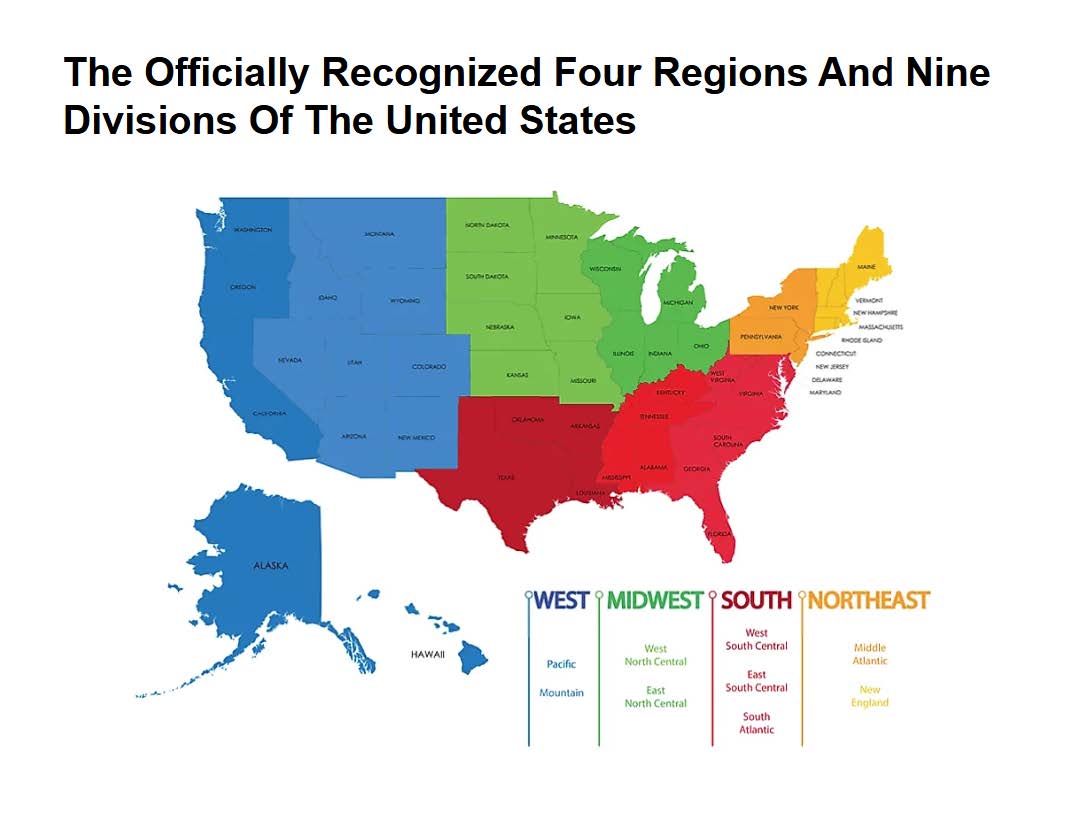 The Officially Recognized Four Regions And Nine
Divisions Of The United States
WASHINGTON
MONTANA
NORTH DAKOTA
MINNESOTA
OREGON
IDAHO
WYOMING
SOUTH DAKOTA
WISCONSIN
MICHIGAN
MAINE
NEW YORK
VERMONT
NEW HAMPSHIRE
MASSACHUSETTS
RHODE ISLAND
CONNECTICUT
NEW JERSEY
DELAWARE
MARYLAND
NEBRASKA
IOWA
PENNSYLVANIA
NEVADA
UTAH
COLORADO
KANSAS
MISSOURI
ILLINOIS
INDIANA
OHIO
WEST
VIRGINIA
VIRGINIA
KENTUCKY
CALIFORNIA
ARIZONA
NEW MEXICO
OKLAHOMA
ARKANSAS
TENNESSEE
SOUTH
CAROLINA
TEXAS
LOUISIANA
MISSISSIPPI
ALABAMA
GEORGIA
FLORIDA
ALASKA
HAWAII
WEST
Pacific
Mountain
MIDWEST
West
North Central
East
North Central
SOUTH
West
South Central
East
South Central
South
Atlantic
NORTHEAST
Middle
Atlantic
New
England